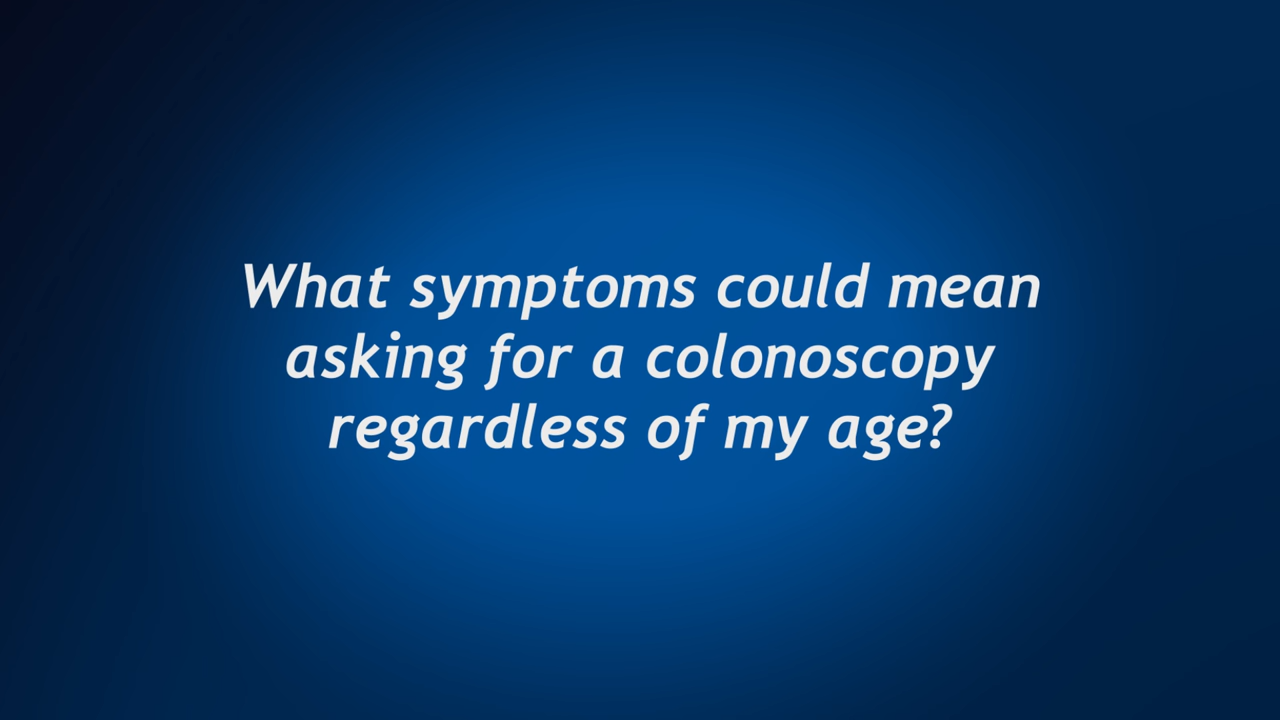 What symptoms could mean
asking for a colonoscopy
regardless of my age?